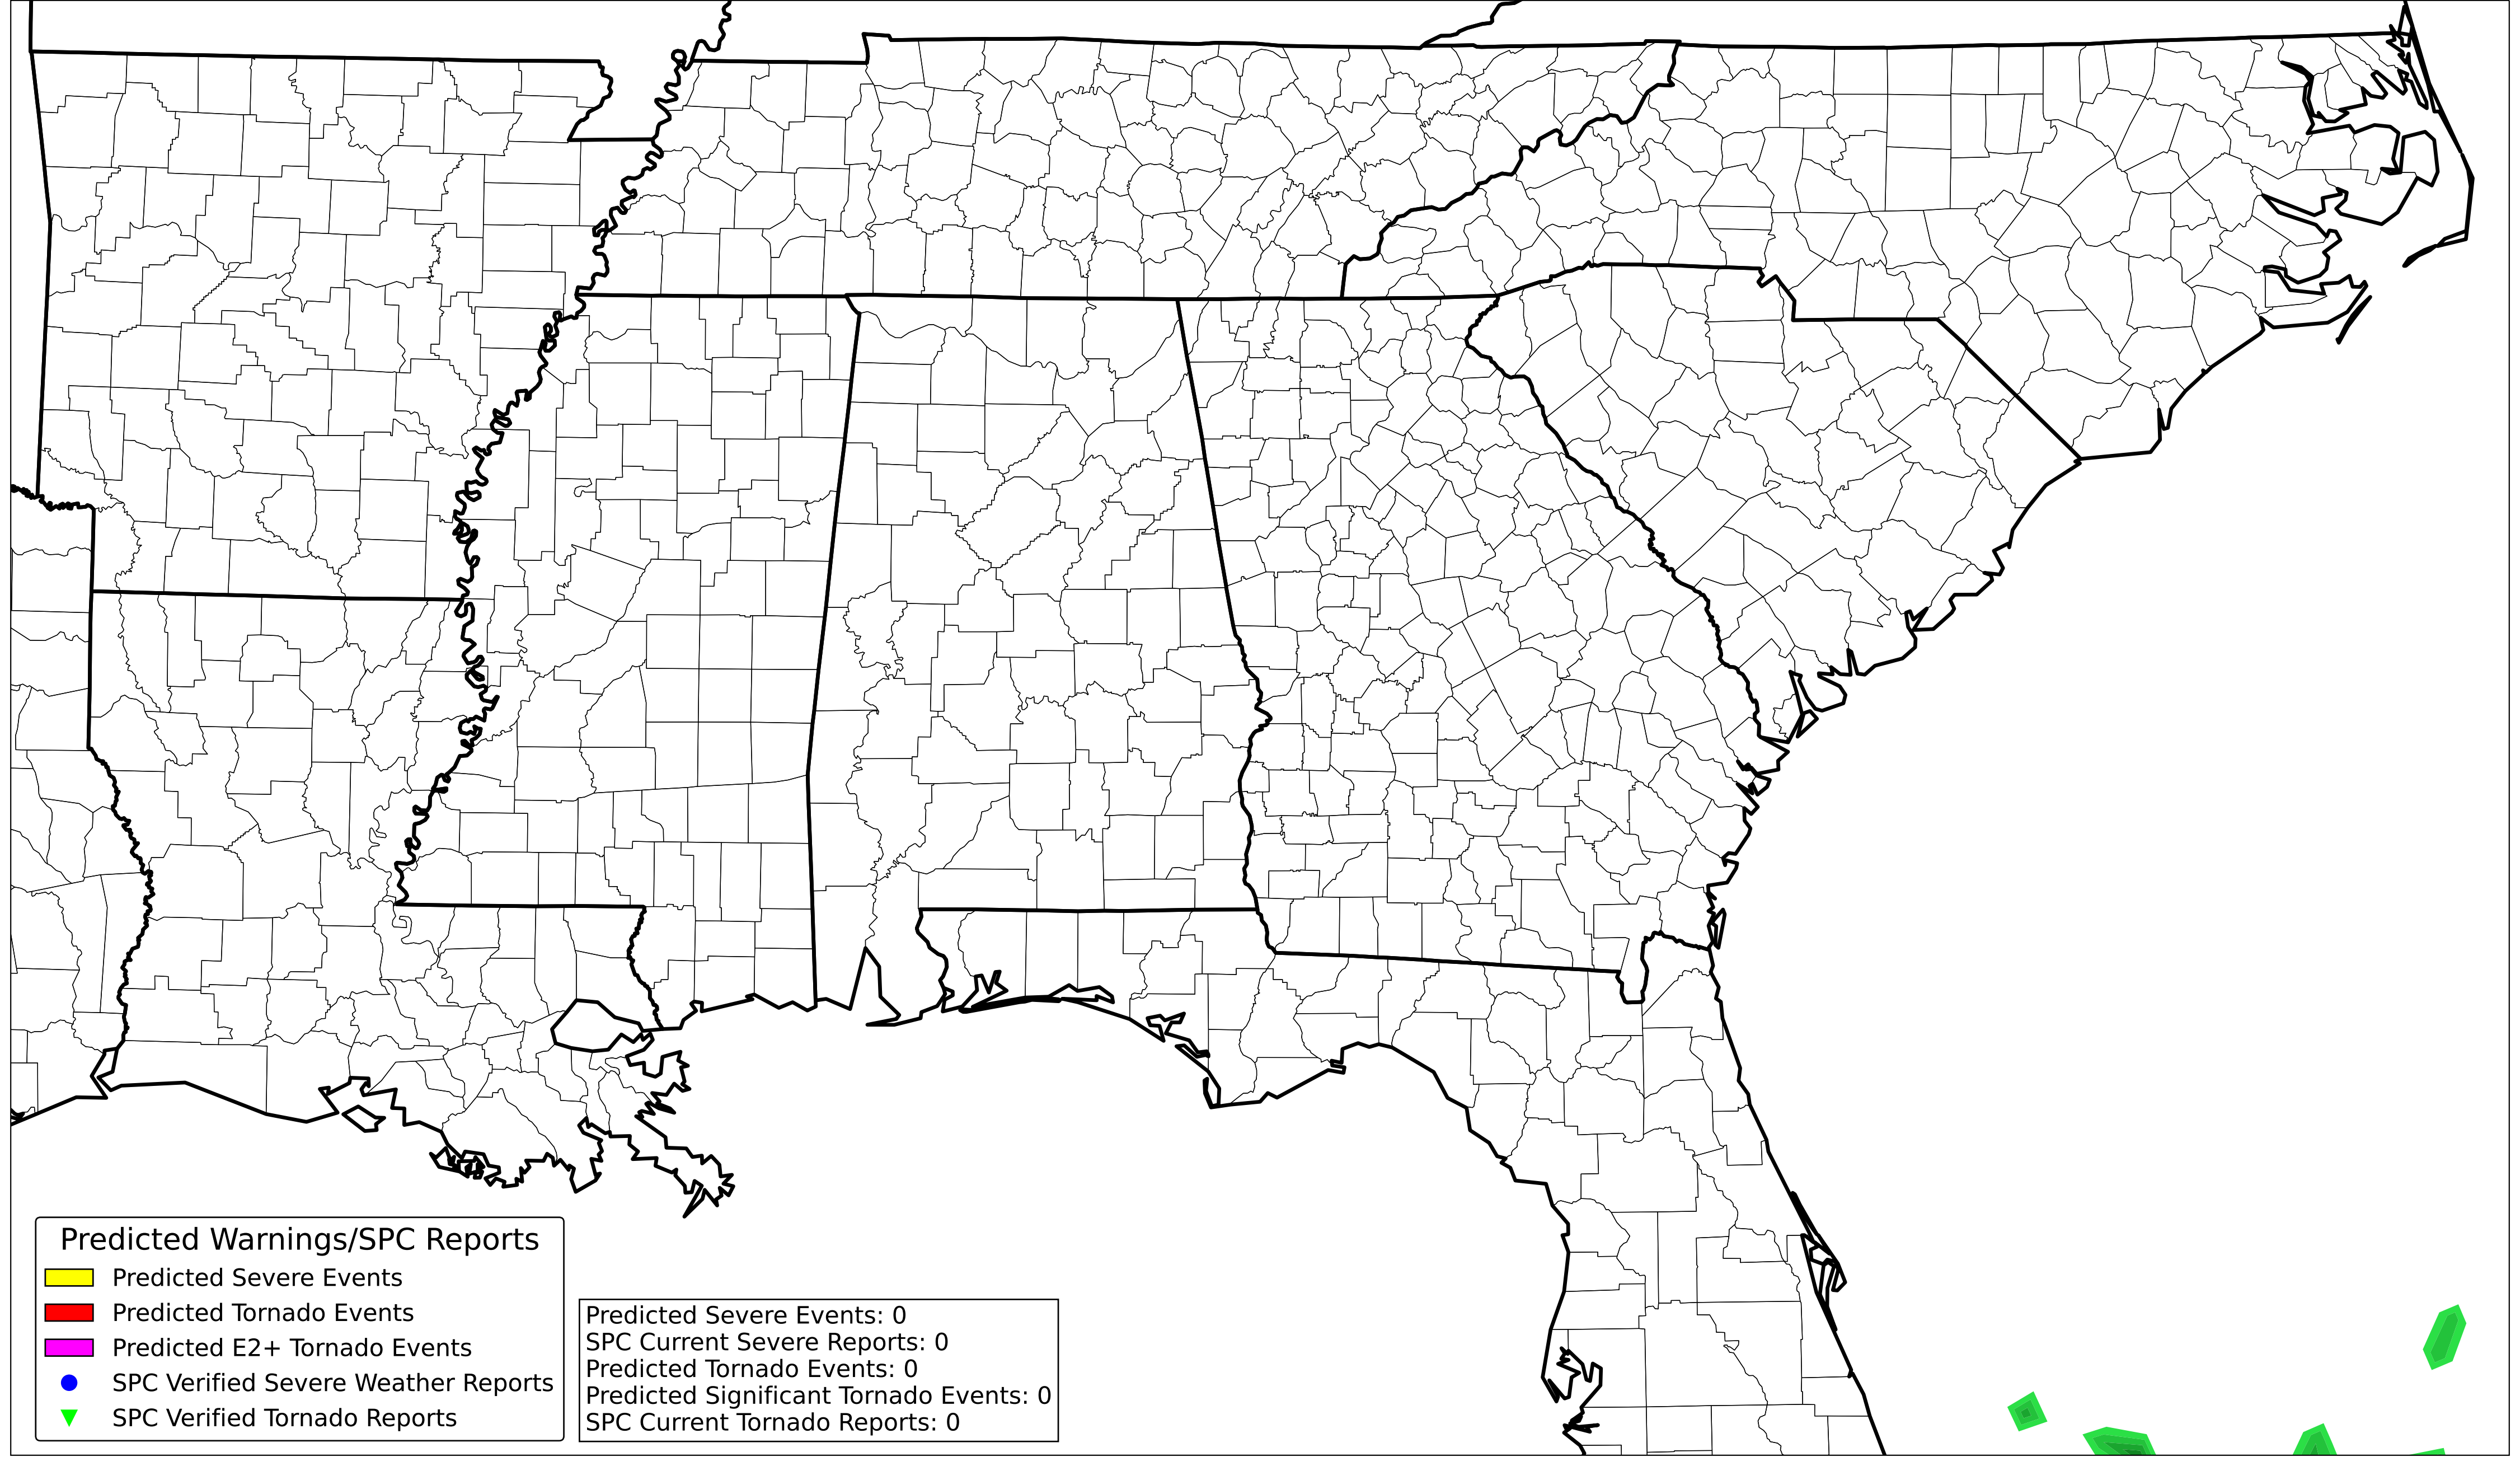 Predicted Warnings/SPC Reports
Predicted Severe Events
Predicted Tornado Events
Predicted E2+ Tornado Events
SPC Verified Severe Weather Reports
SPC Verified Tornado Reports
Predicted Severe Events: 0
SPC Current Severe Reports: 0
Predicted Tornado Events: 0
Predicted Significant Tornado Events: 0
SPC Current Tornado Reports: 0